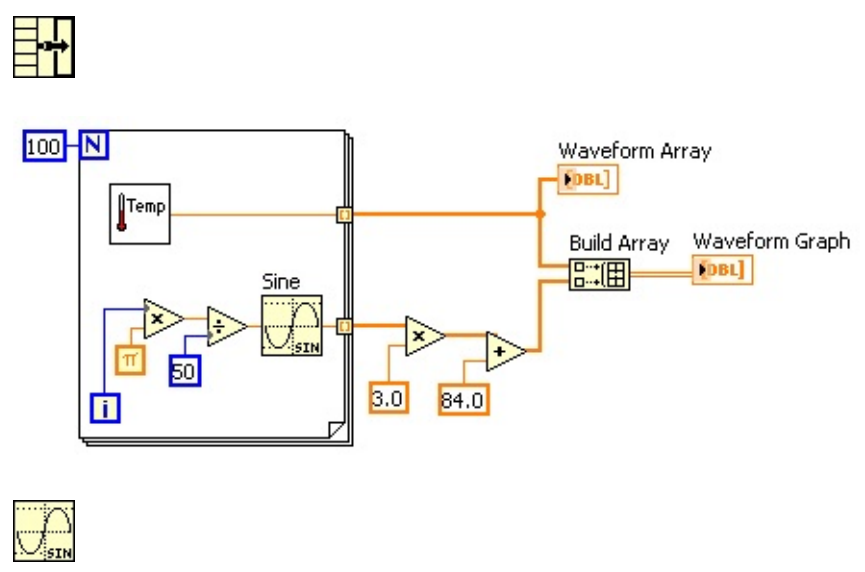 100 N
Waveform Array
DBL]
Temp
Build Array
Waveform Graph
DBL]
Sine
×
÷
SIN
×
+
π
50
i
3.0
84.0
SIN